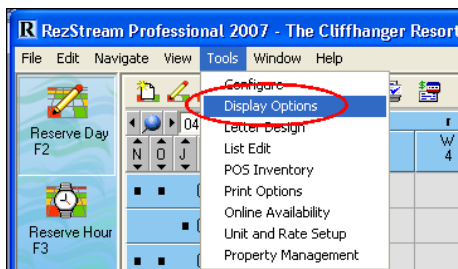 R RezStream Professional 2007 - The Cliffhanger Resort
File Edit Navigate View Tools Window Help
Configure
Display Options
Letter Design
List Edit
POS Inventory
Print Options
Online Availability
Unit and Rate Setup
Property Management
Reserve Day
F2
Reserve Hour
F3
04
N O J
r
W
4